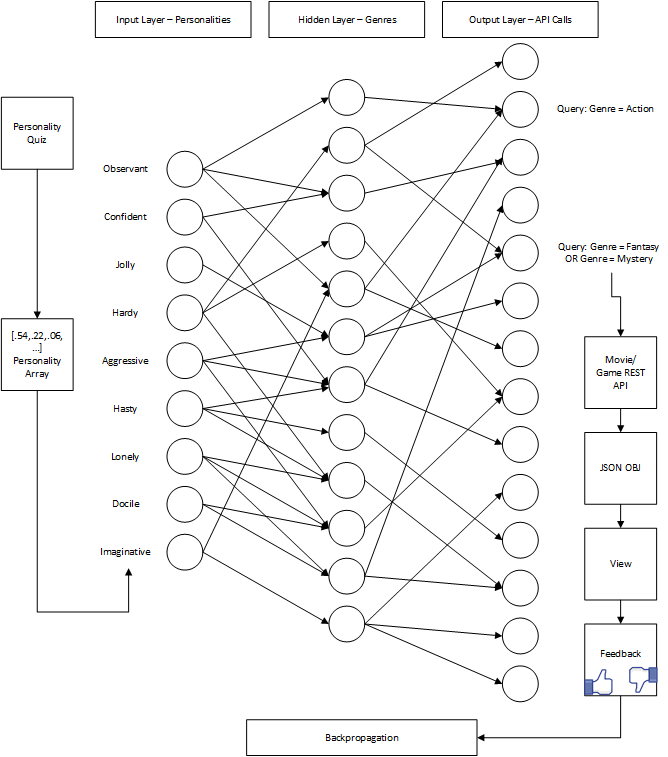 Input Layer – Personalities
Hidden Layer – Genres
Output Layer – API Calls
Personality
Quiz
Query: Genre = Action
Observant
Confident
Jolly
Hardy
Aggressive
Hasty
Lonely
Docile
Imaginative
Query: Genre = Fantasy
OR Genre = Mystery
[.54,.22,.06,
…]
Personality
Array
Movie/
Game REST
API
JSON OBJ
View
Feedback
Backpropagation